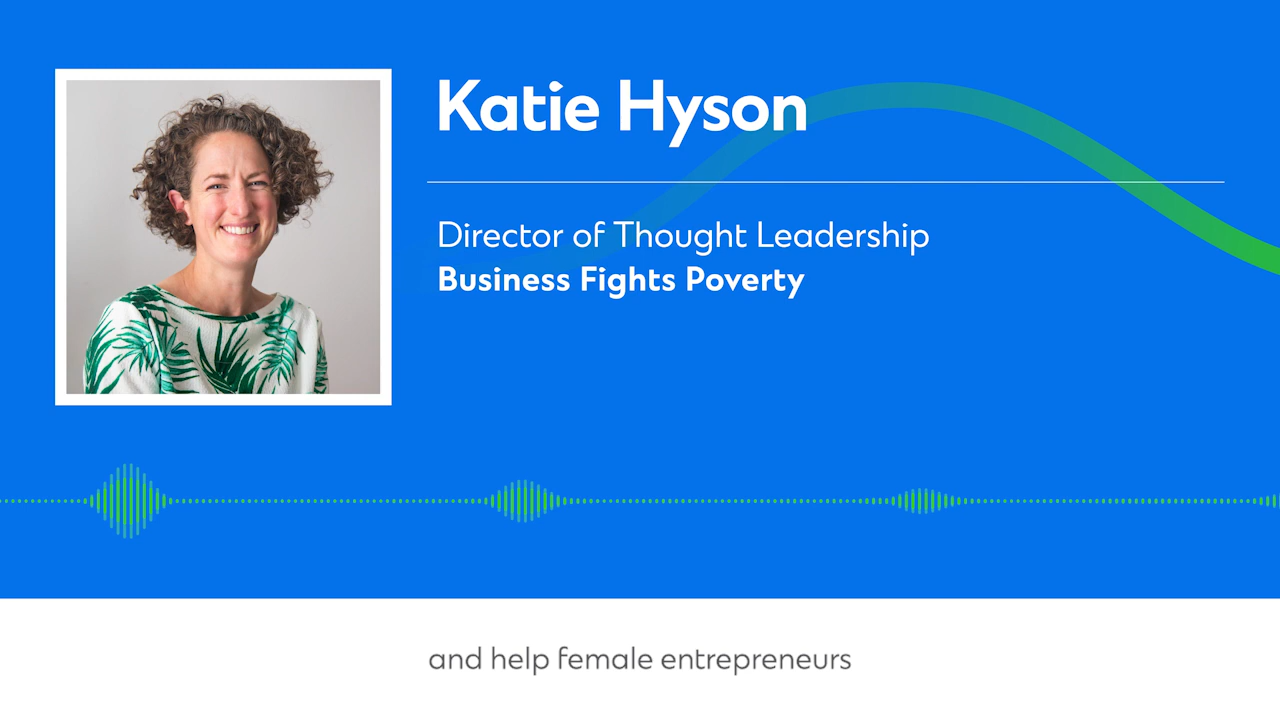 Katie Hyson
Director of Thought Leadership
Business Fights Poverty
and help female entrepreneurs